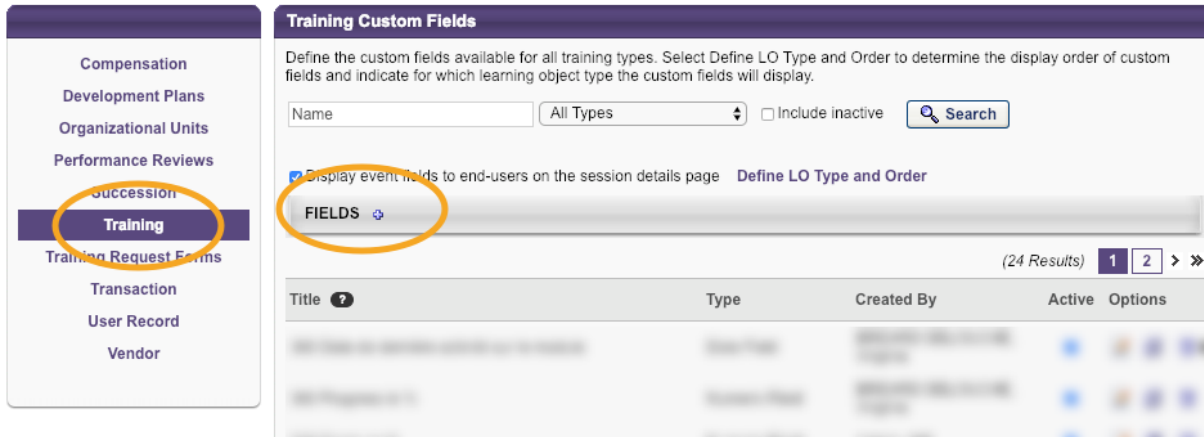 Compensation
Development Plans
Organizational Units
Performance Reviews
Succession
Training
Training Request Forms
Transaction
User Record
Vendor
Training Custom Fields
Define the custom fields available for all training types. Select Define LO Type and Order to determine the display order of custom
fields and indicate for which learning object type the custom fields will display.
Name All Types Include inactive Search
Display event fields to end-users on the session details page Define LO Type and Order
FIELDS
(24 Results) 1 2 > »
Title ? Type Created By Active Options